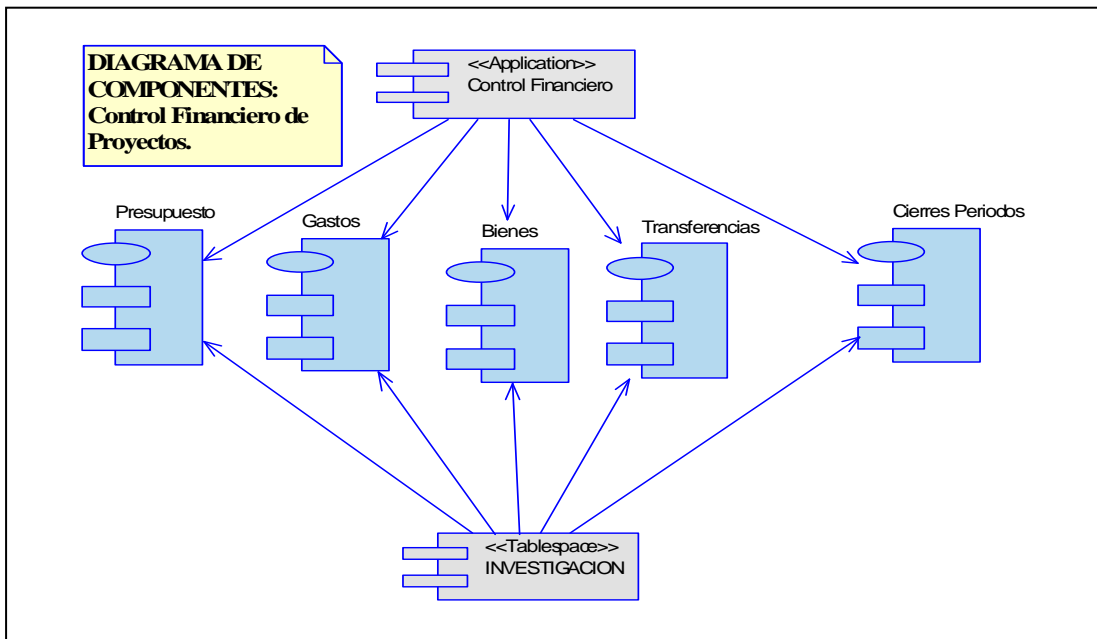 DIAGRAMA DE
COMPONENTES:
Control Financiero de
Proyectos.
<<Application>>
Control Financiero
Presupuesto
Gastos
Bienes
Transferencias
Cierres Periodos
<<Tablespace>>
INVESTIGACION